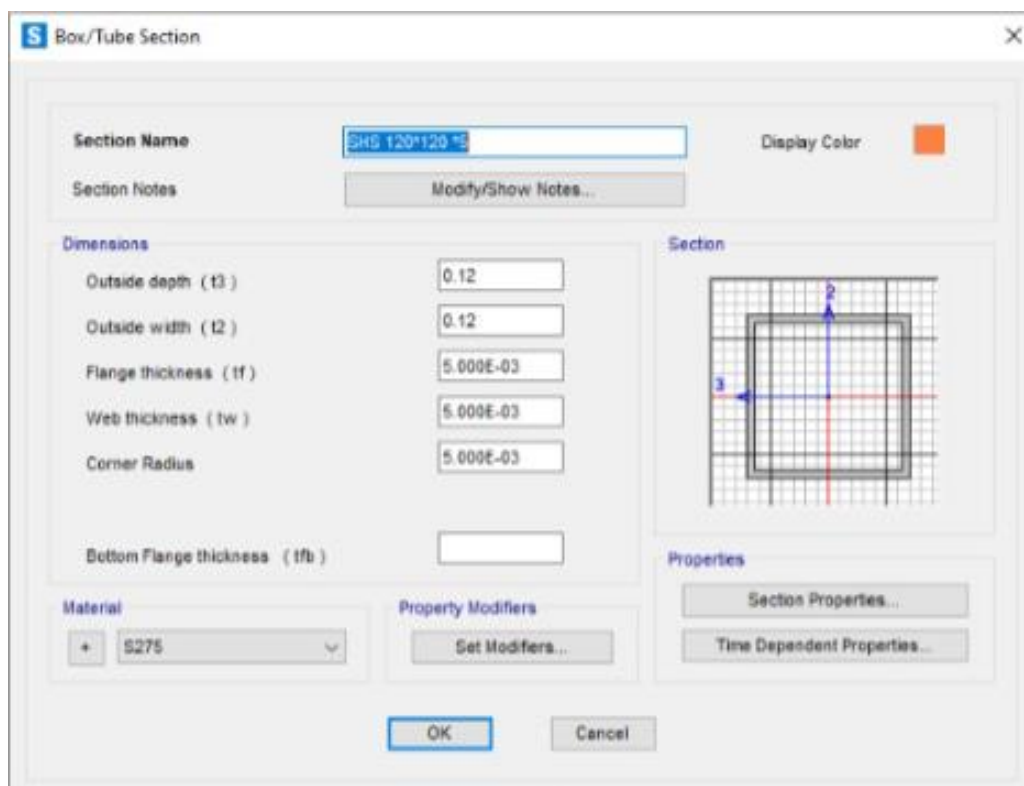 S Box/Tube Section
Section Name SHS 120*120 *5 Display Color
Section Notes Modify/Show Notes...
Dimensions
Outside depth ( t3 ) 0.12
Outside width ( t2 ) 0.12
Flange thickness ( tf ) 5.000E-03
Web thickness ( tw ) 5.000E-03
Corner Radius 5.000E-03
Bottom Flange thickness ( tfb )
Section
2
3
Properties
Section Properties...
Time Dependent Properties...
Material
+ S275
Property Modifiers
Set Modifiers...
OK Cancel